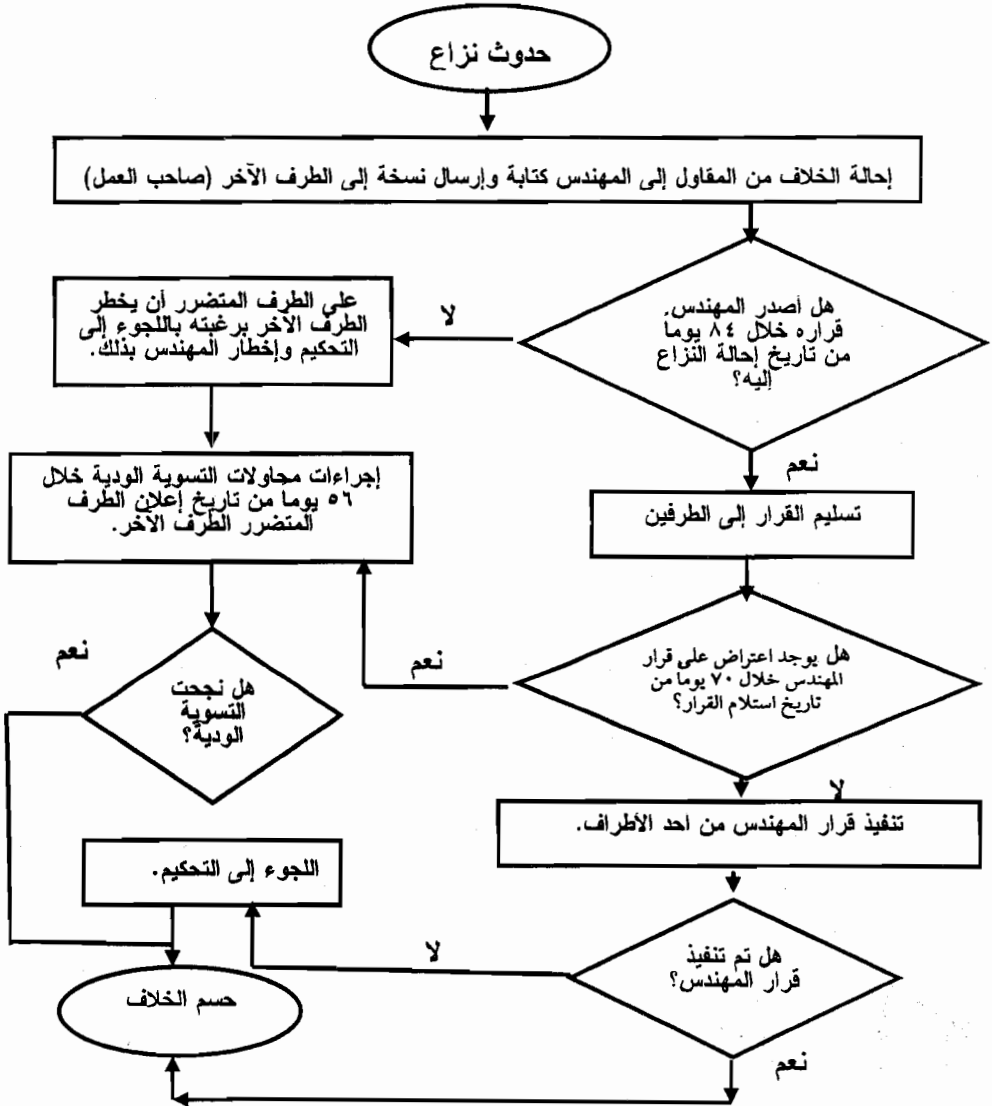 حدوث نزاع
إحالة الخلاف من المقاول إلى المهندس كتابة وإرسال نسخة إلى الطرف الآخر (صاحب العمل)
هل أصدر المهندس
قراره خلال ٨٤ يوماً
من تاريخ إحالة النزاع
إليه؟
لا
على الطرف المتضرر أن يخطر
الطرف الآخر برغبته باللجوء إلى
التحكيم وإخطار المهندس بذلك.
نعم
إجراءات محاولات التسوية الودية خلال
٥٦ يوماً من تاريخ إعلان الطرف
المتضرر الطرف الآخر.
تسليم القرار إلى الطرفين
هل يوجد اعتراض على قرار
المهندس خلال ٧٠ يوماً من
تاريخ استلام القرار؟
نعم
نعم
هل نجحت
التسوية
الودية؟
لا
تنفيذ قرار المهندس من احد الأطراف.
اللجوء إلى التحكيم.
هل تم تنفيذ
قرار المهندس؟
لا
حسم الخلاف
نعم